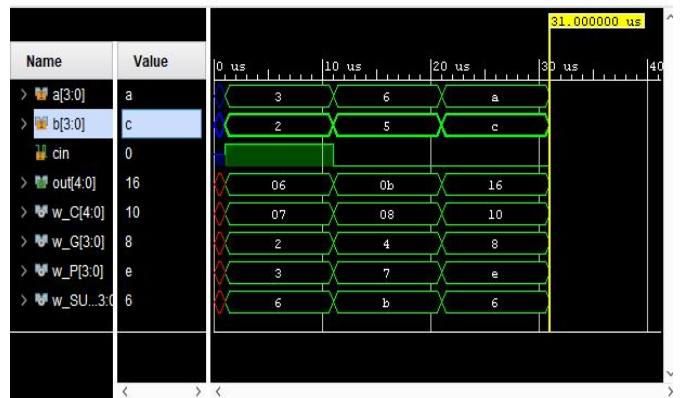 31.000000 us
Name Value
0 us 10 us 20 us 30 us 40
> a[3:0] a 3 6 a
> b[3:0] c 2 5 c
cin 0
> out[4:0] 16 06 0b 16
> w_C[4:0] 10 07 08 10
> w_G[3:0] 8 2 4 8
> w_P[3:0] e 3 7 e
> w_SU...3:0 6 6 b 6